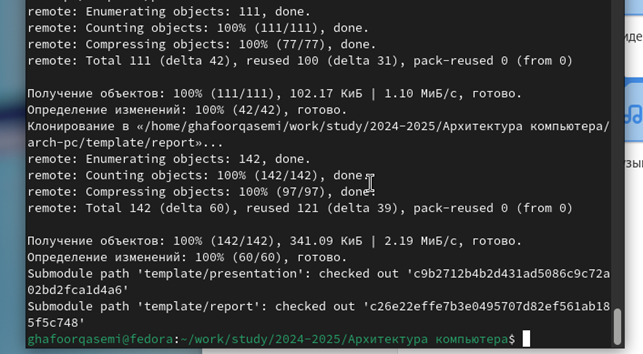 remote: Enumerating objects: 111, done.
remote: Counting objects: 100% (111/111), done.
remote: Compressing objects: 100% (77/77), done.
remote: Total 111 (delta 42), reused 100 (delta 31), pack-reused 0 (from 0)
Получение объектов: 100% (111/111), 102.17 КиБ | 1.10 МиБ/с, готово.
Определение изменений: 100% (42/42), готово.
Клонирование в «/home/ghafoorqasemi/work/study/2024-2025/Архитектура компьютера/
arch-pc/template/report»...
remote: Enumerating objects: 142, done.
remote: Counting objects: 100% (142/142), done.
remote: Compressing objects: 100% (97/97), done.
remote: Total 142 (delta 60), reused 121 (delta 39), pack-reused 0 (from 0)
Получение объектов: 100% (142/142), 341.09 КиБ | 2.19 МиБ/с, готово.
Определение изменений: 100% (60/60), готово.
Submodule path 'template/presentation': checked out 'c9b2712b4b2d431ad5086c9c72a
02bd2fca1d4a6'
Submodule path 'template/report': checked out 'c26e22effe7b3e0495707d82ef561ab18
5f5c748'
ghafoorqasemi@fedora:~/work/study/2024-2025/Архитектура компьютера$